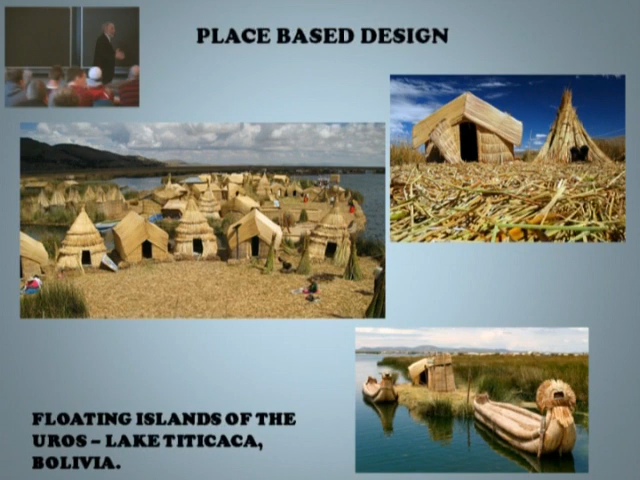 PLACE BASED DESIGN
FLOATING ISLANDS OF THE
UROS – LAKE TITICACA,
BOLIVIA.